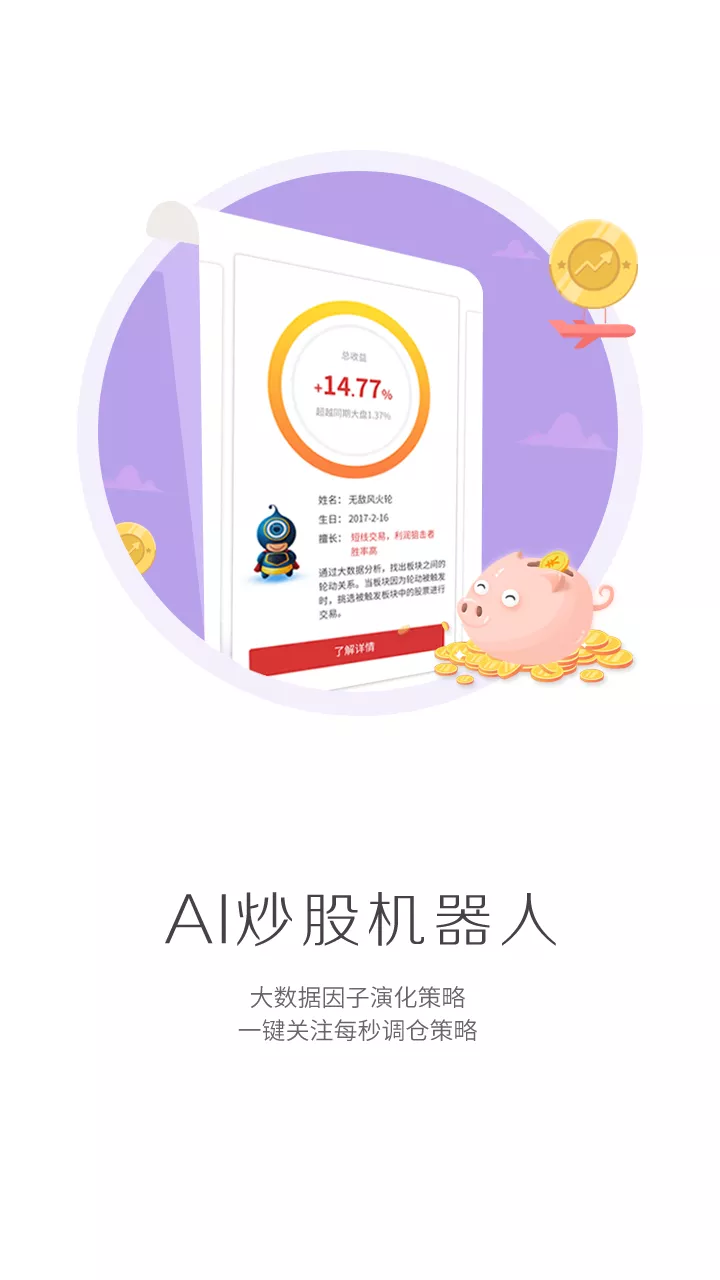 总收益
+14.77%
超越同期大盘1.37%
姓名： 无敌风火轮
生日： 2017-2-16
擅长： 短线交易，利润狙击者
胜率高
通过大数据分析，找出板块之间的
轮动关系。当板块因为轮动被触发
时，挑选被触发板块中的股票进行
交易。
了解详情
AI炒股机器人
大数据因子演化策略
一键关注每秒调仓策略